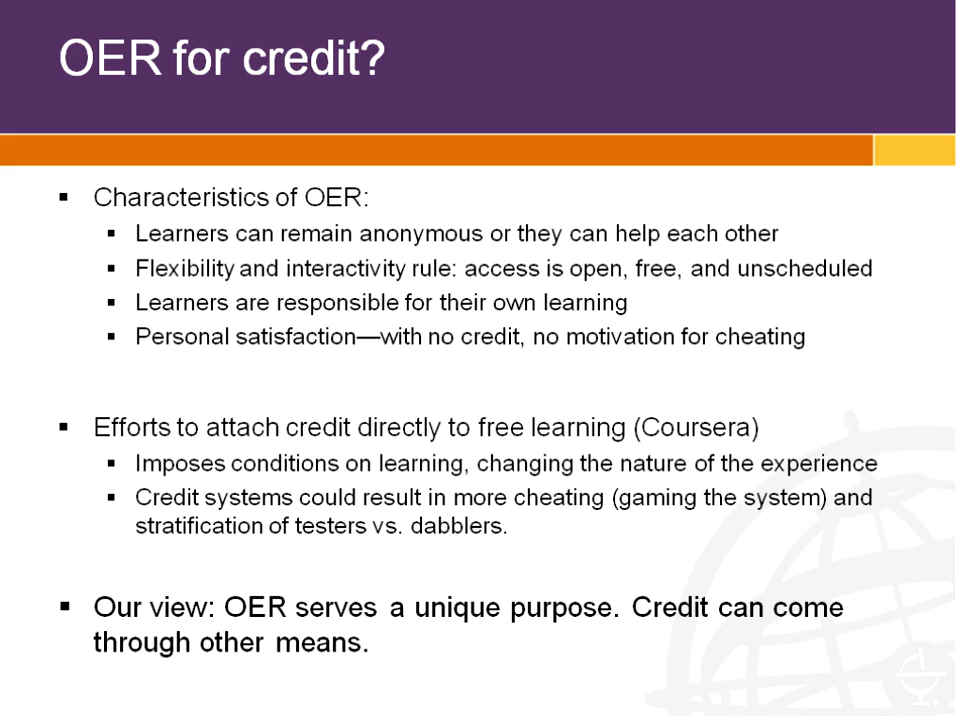 OER for credit?
▪ Characteristics of OER:
▪ Learners can remain anonymous or they can help each other
▪ Flexibility and interactivity rule: access is open, free, and unscheduled
▪ Learners are responsible for their own learning
▪ Personal satisfaction—with no credit, no motivation for cheating
▪ Efforts to attach credit directly to free learning (Coursera)
▪ Imposes conditions on learning, changing the nature of the experience
▪ Credit systems could result in more cheating (gaming the system) and
stratification of testers vs. dabblers.
▪ Our view: OER serves a unique purpose. Credit can come
through other means.